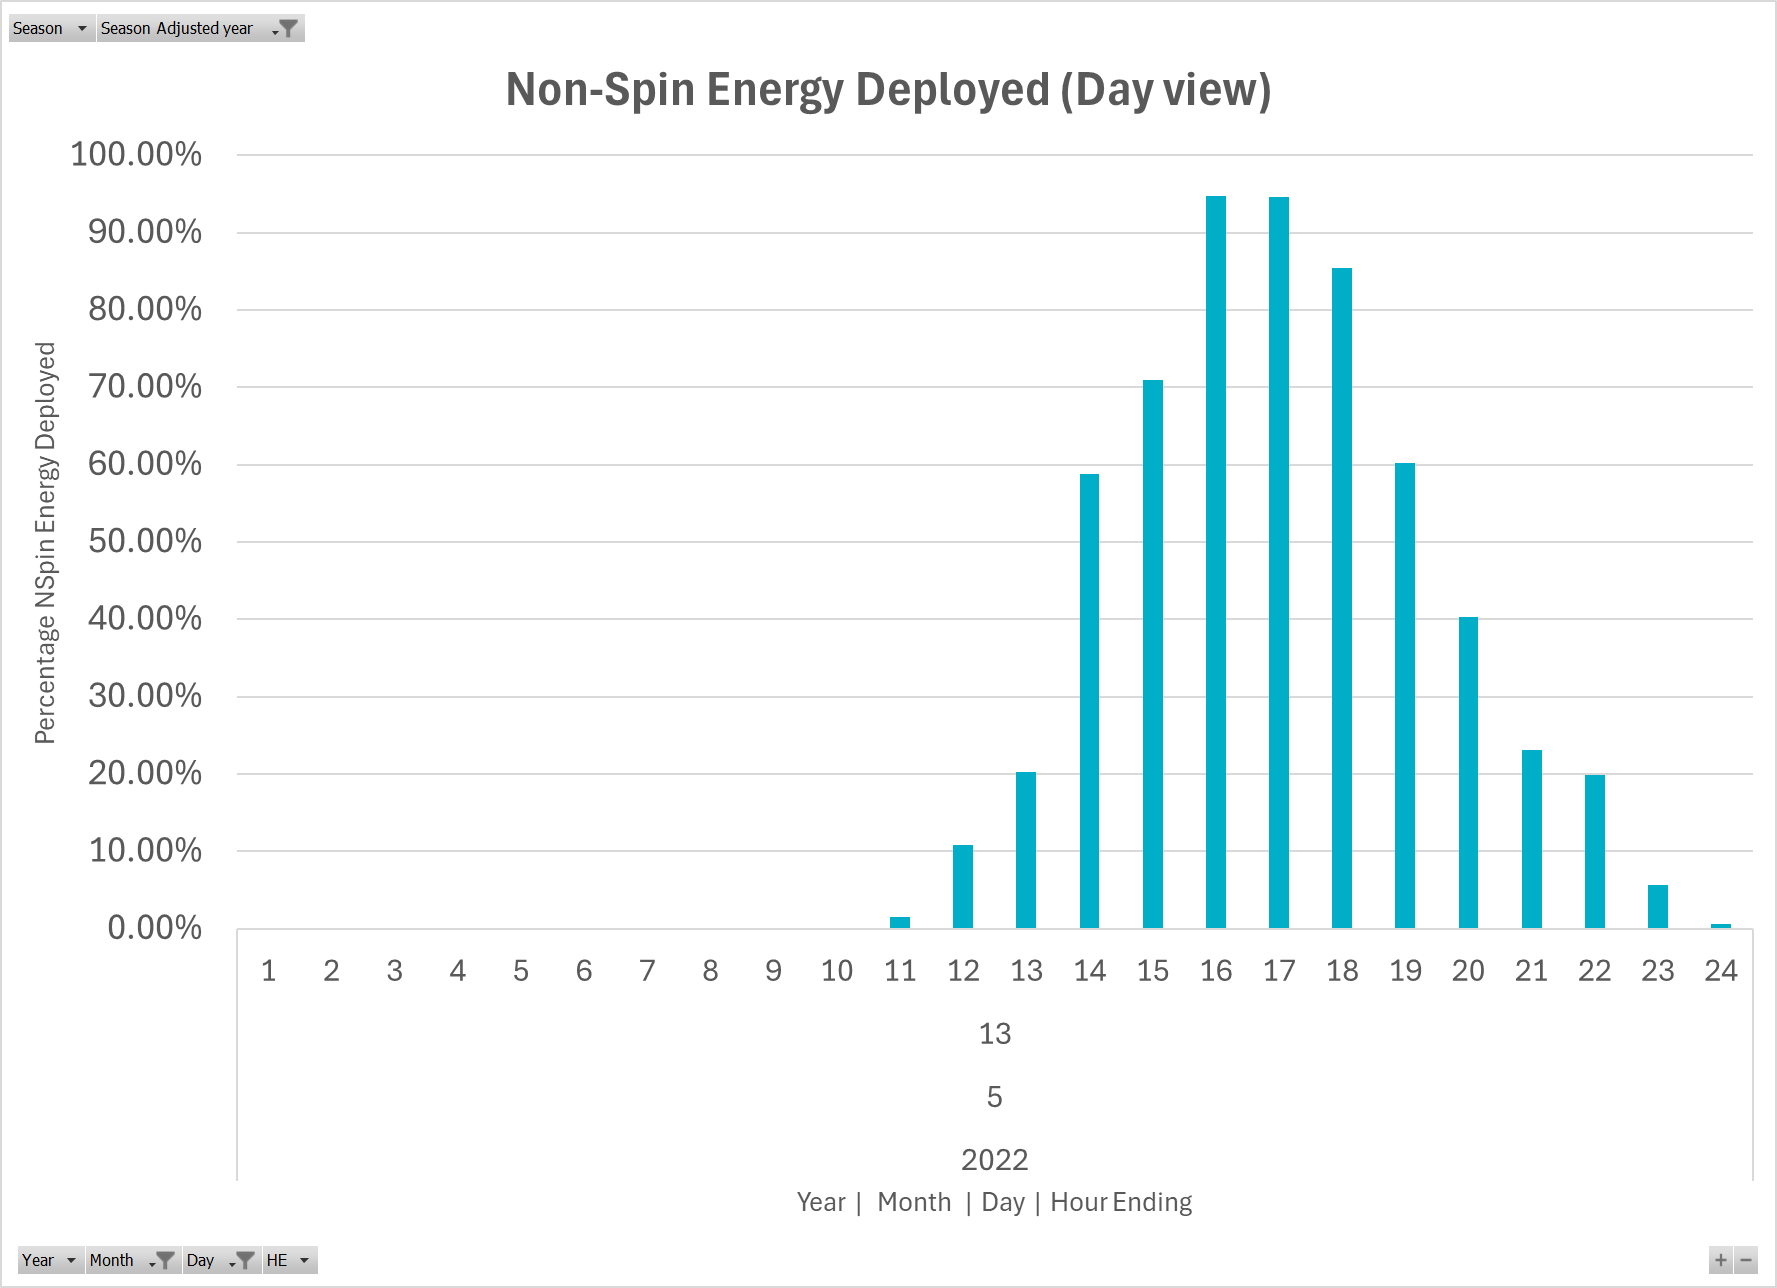 Season Season Adjusted year
Non-Spin Energy Deployed (Day view)
Percentage NSpin Energy Deployed
100.00%
90.00%
80.00%
70.00%
60.00%
50.00%
40.00%
30.00%
20.00%
10.00%
0.00%
1 2 3 4 5 6 7 8 9 10 11 12 13 14 15 16 17 18 19 20 21 22 23 24
13
5
2022
Year | Month | Day | Hour Ending
Year Month Day HE + −